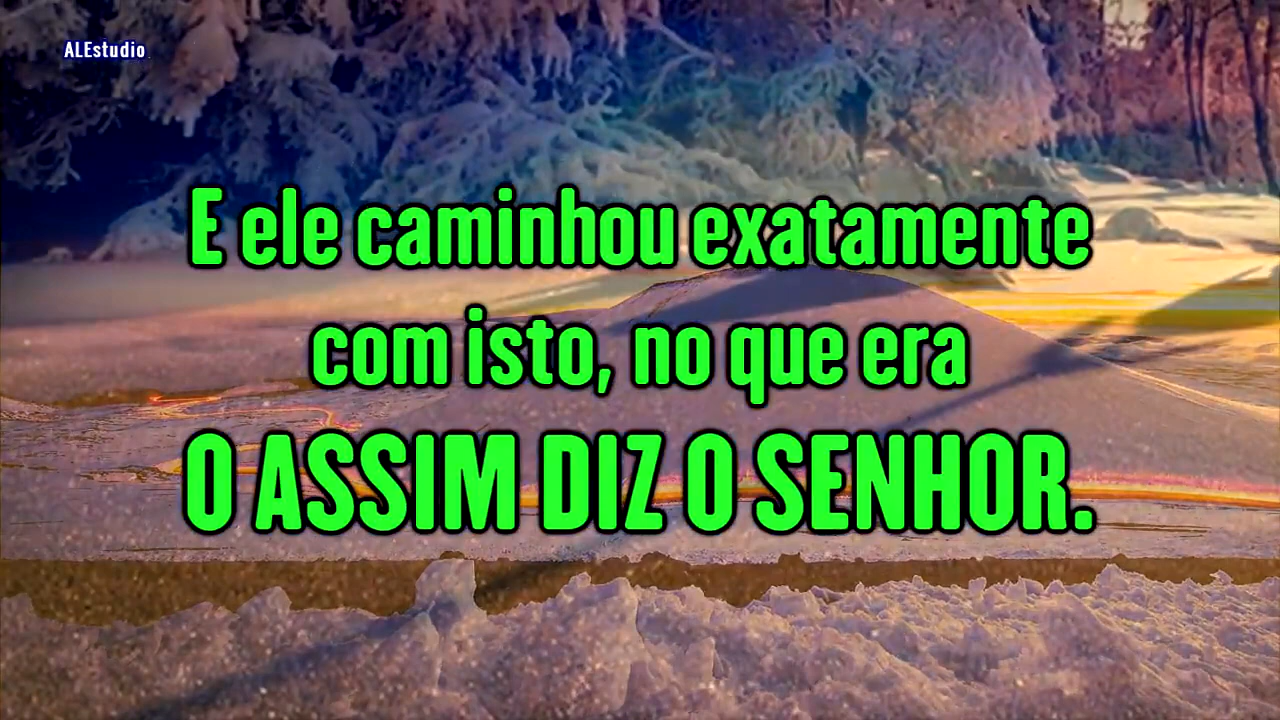 ALEstudio
E ele caminhou exatamente
com isto, no que era
O ASSIM DIZ O SENHOR.